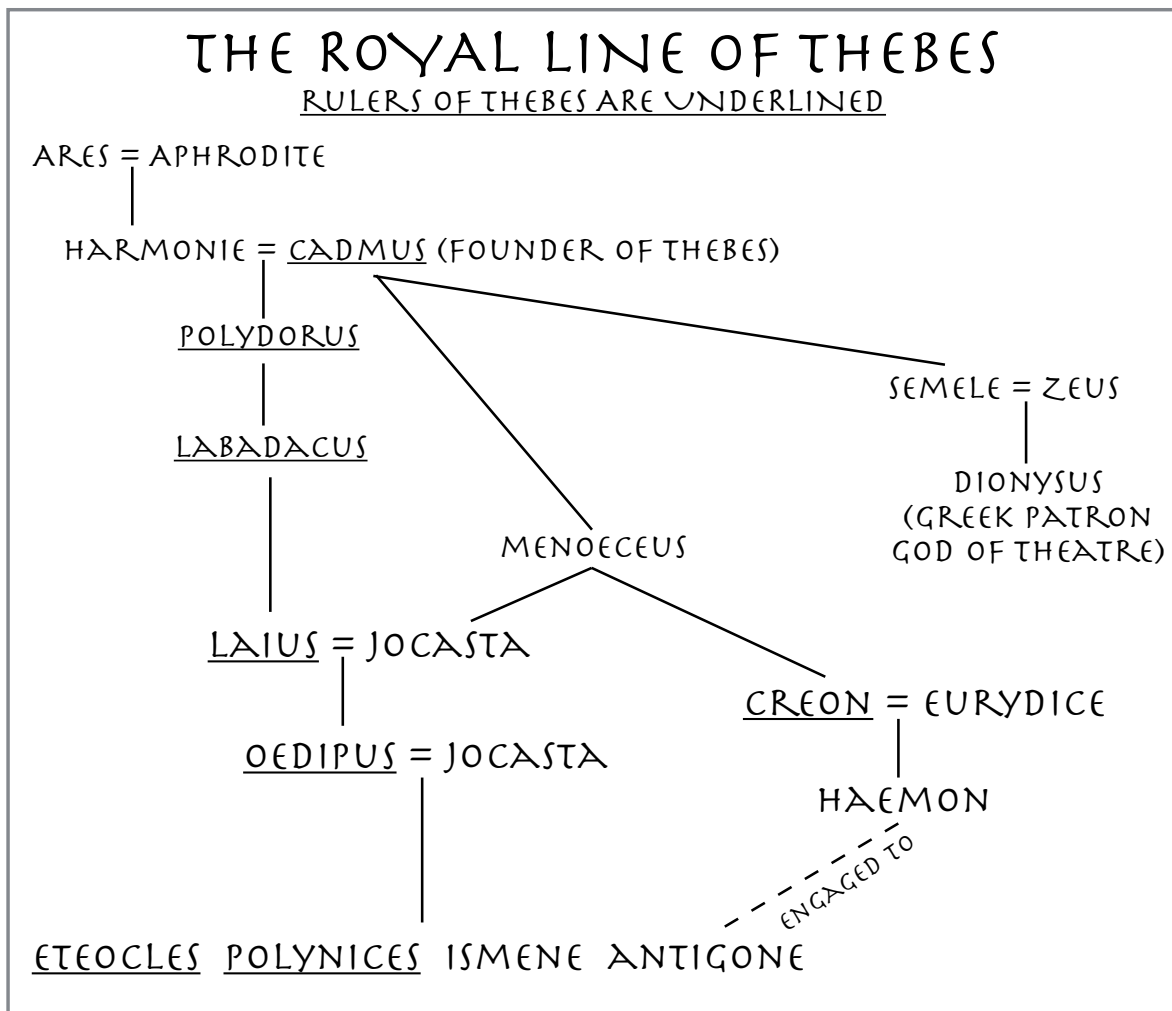 THE ROYAL LINE OF THEBES
RULERS OF THEBES ARE UNDERLINED
ARES = APHRODITE
HARMONIE = CADMUS (FOUNDER OF THEBES)
POLYDORUS
SEMELE = ZEUS
LABADACUS
DIONYSUS
(GREEK PATRON
GOD OF THEATRE)
MENOECEUS
LAIUS = JOCASTA
CREON = EURYDICE
OEDIPUS = JOCASTA
HAEMON
ENGAGED TO
ETEOCLES POLYNICES ISMENE ANTIGONE